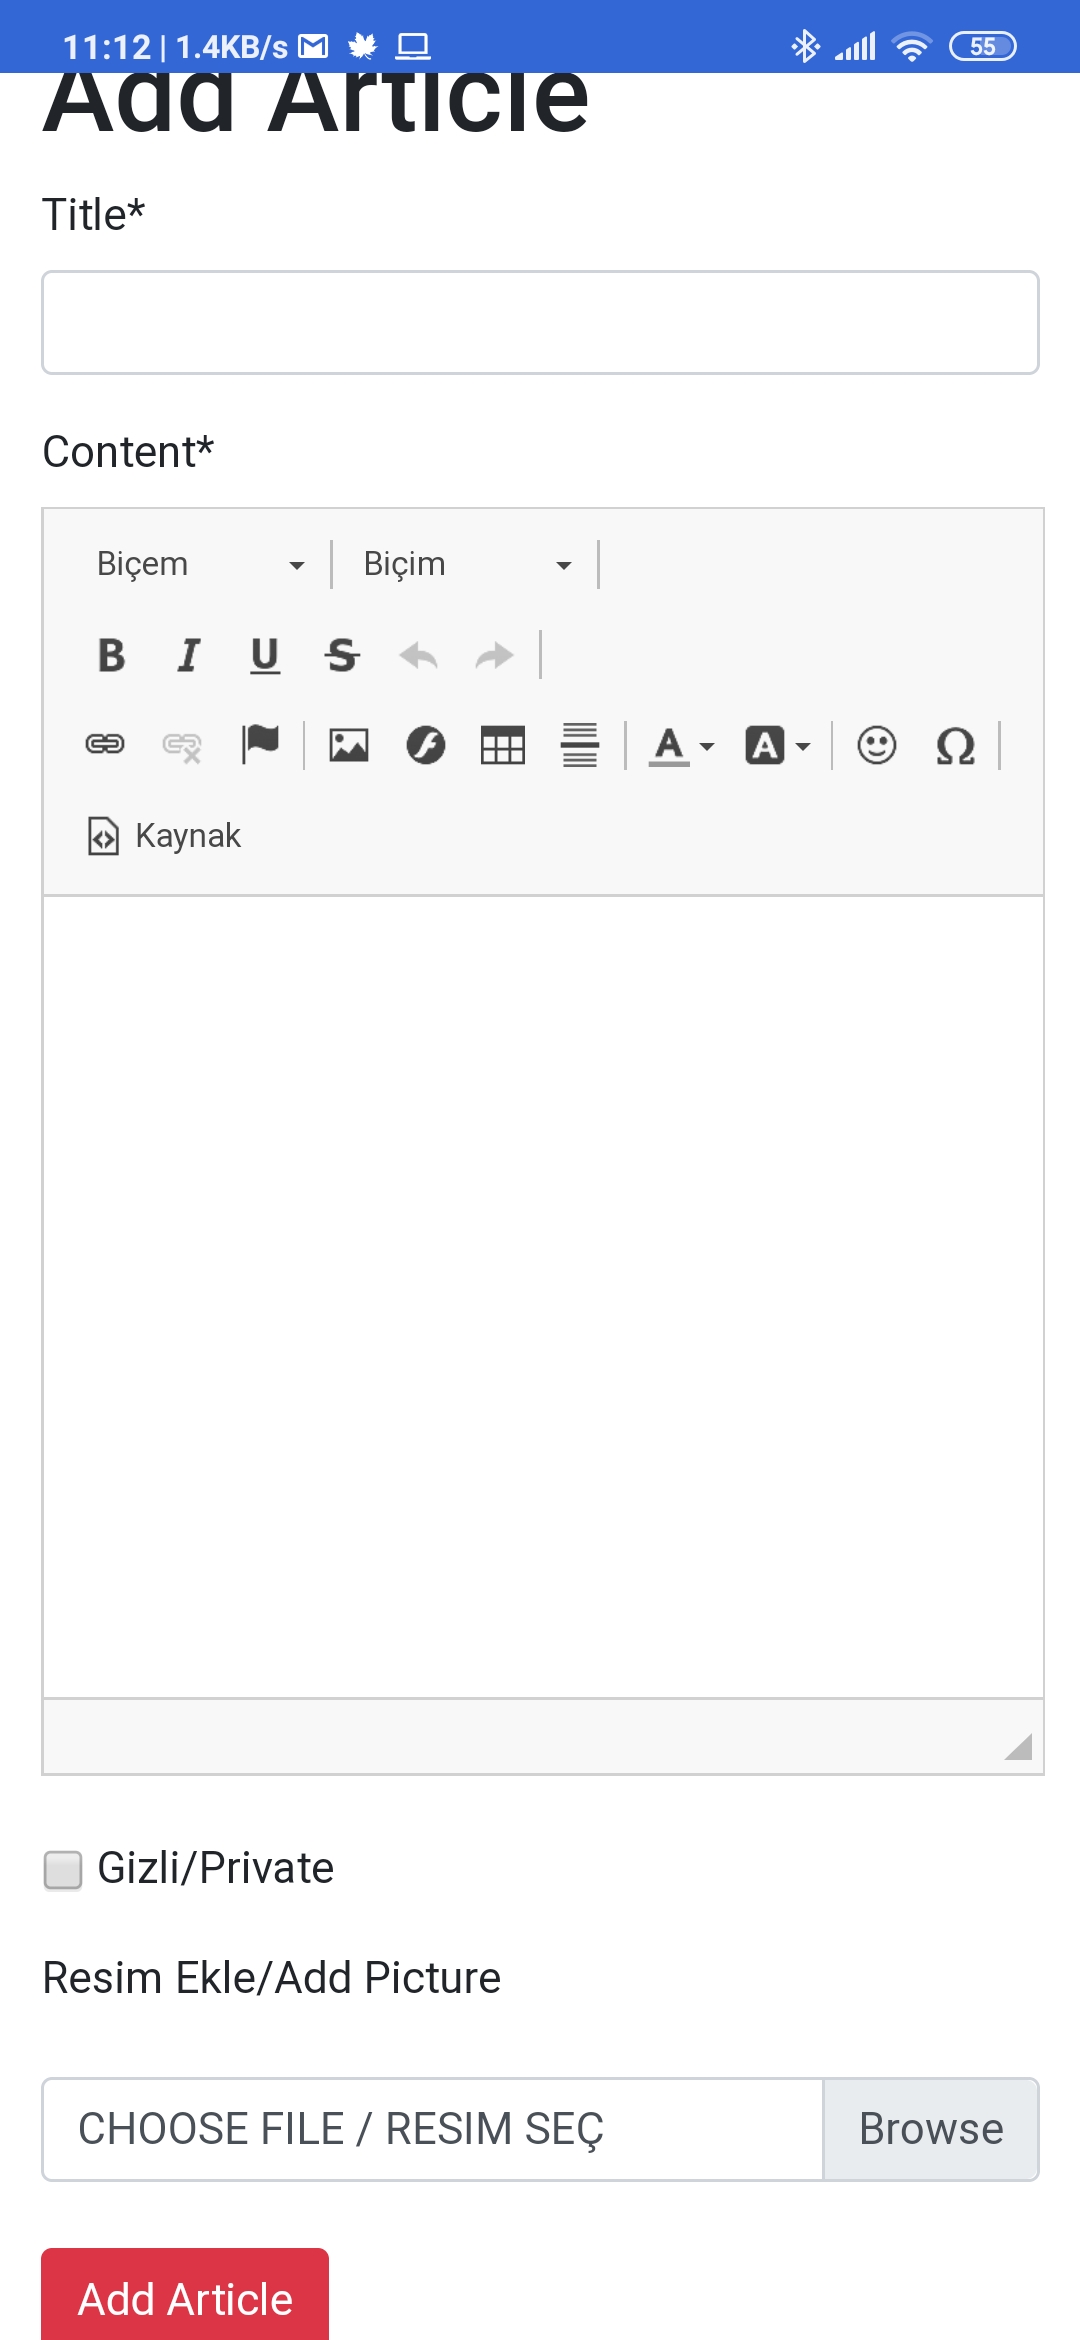 11:12 | 1.4KB/s 55
Add Article
Title*
Content*
Biçem Biçim
B I U S
A A Ω
Kaynak
Gizli/Private
Resim Ekle/Add Picture
CHOOSE FILE / RESIM SEÇ Browse
Add Article